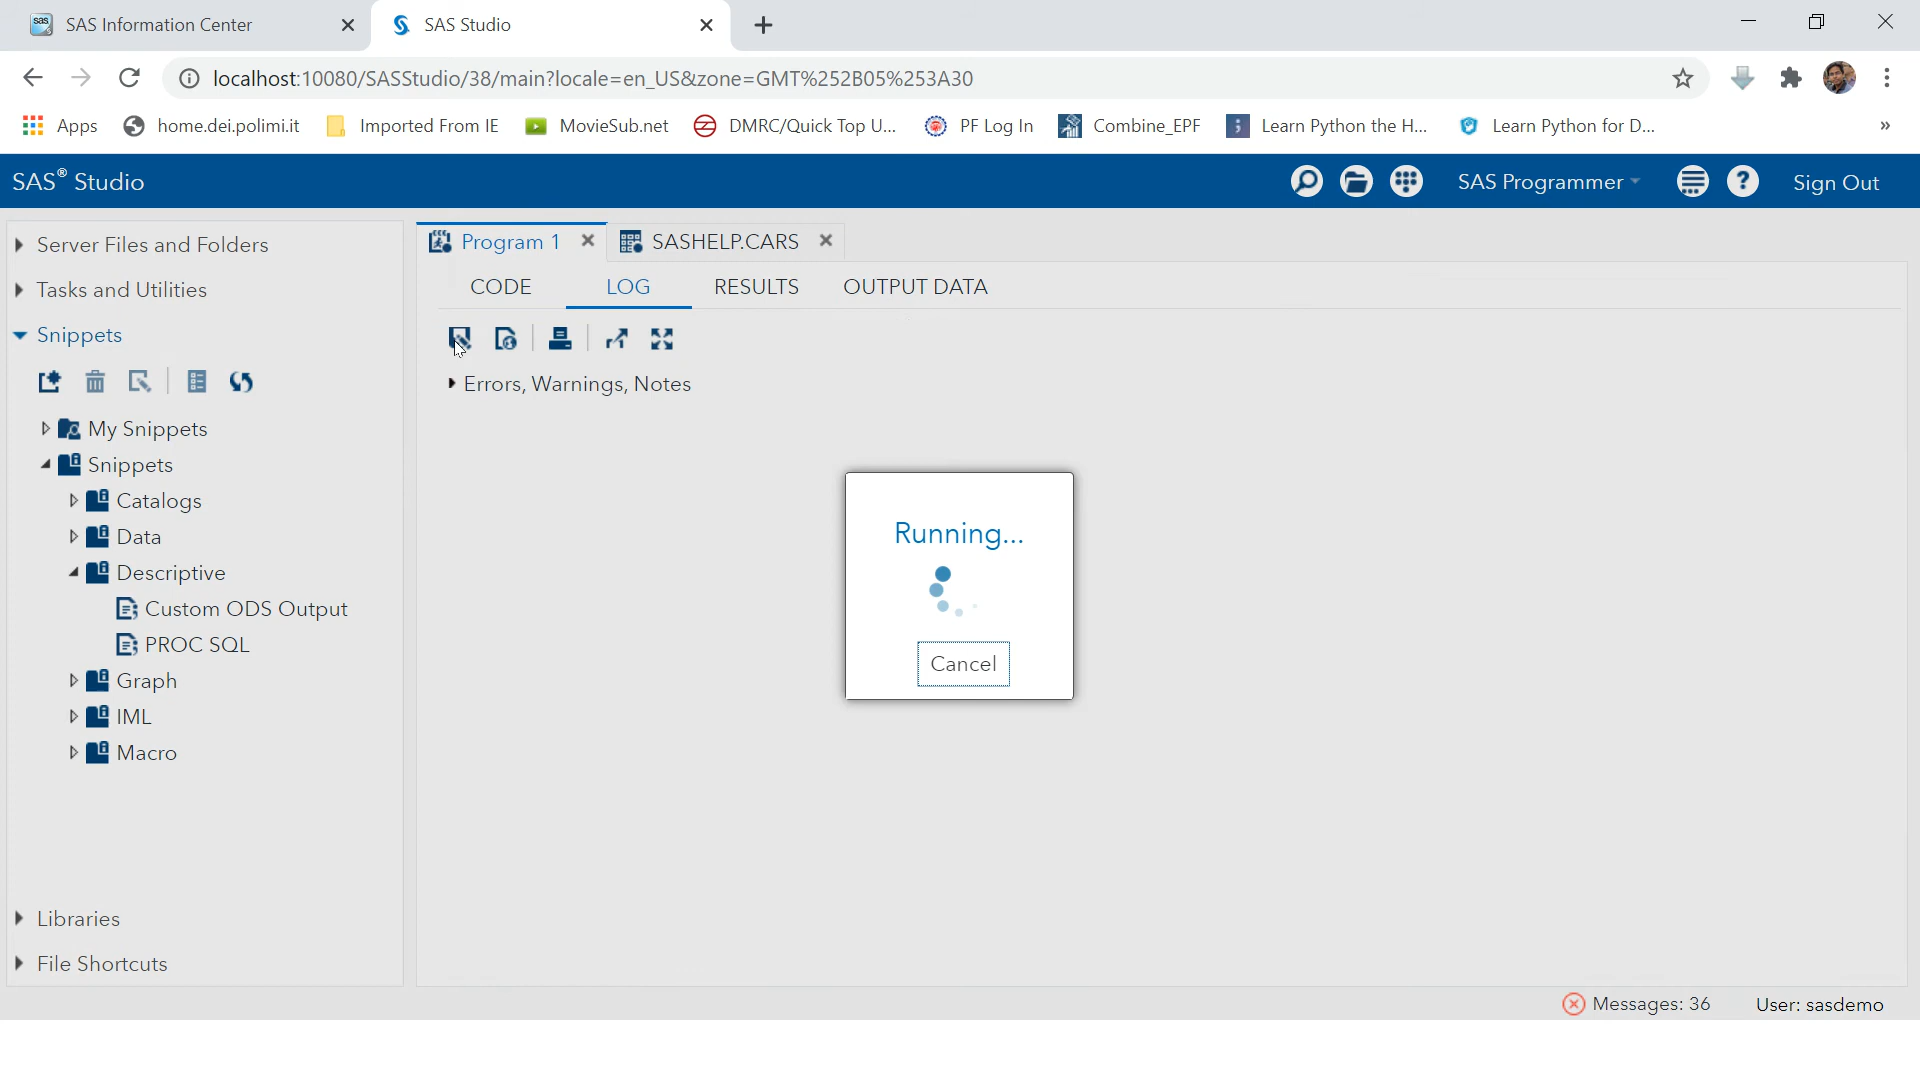 SAS Information Center
SAS Studio
localhost:10080/SASStudio/38/main?locale=en_US&zone=GMT%252B05%253A30
Apps
home.dei.polimi.it
Imported From IE
MovieSub.net
DMRC/Quick Top U...
PF Log In
Combine_EPF
Learn Python the H...
Learn Python for D...
»
SAS® Studio
SAS Programmer
Sign Out
Server Files and Folders
Tasks and Utilities
Snippets
My Snippets
Snippets
Catalogs
Data
Descriptive
Custom ODS Output
PROC SQL
Graph
IML
Macro
Libraries
File Shortcuts
Program 1
SASHELP.CARS
CODE
LOG
RESULTS
OUTPUT DATA
Errors, Warnings, Notes
Running...
Cancel
Messages: 36
User: sasdemo